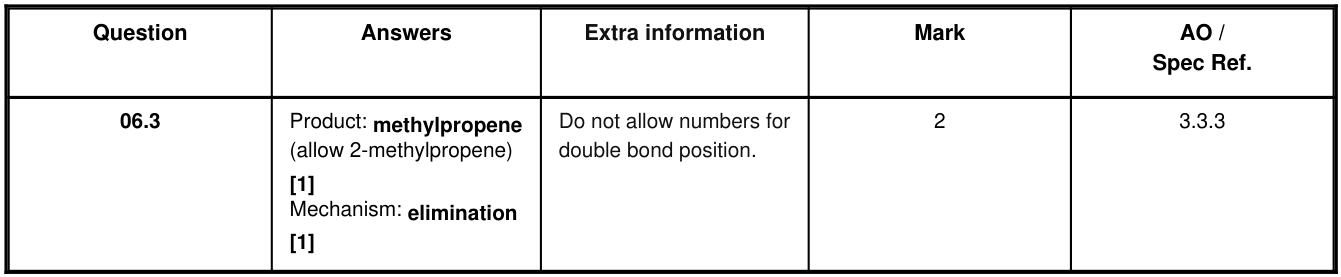 Question
Answers
Extra information
Mark
AO /
Spec Ref.
06.3
Product: methylpropene
(allow 2-methylpropene)
[1]
Mechanism: elimination
[1]
Do not allow numbers for
double bond position.
2
3.3.3